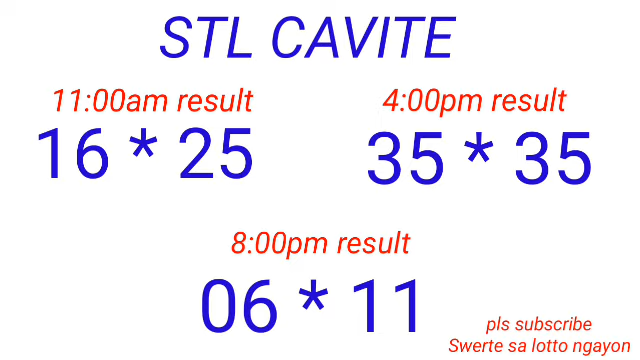 STL CAVITE
11:00am result
16 * 25
4:00pm result
35 * 35
8:00pm result
06 * 11
pls subscribe
Swerte sa lotto ngayon